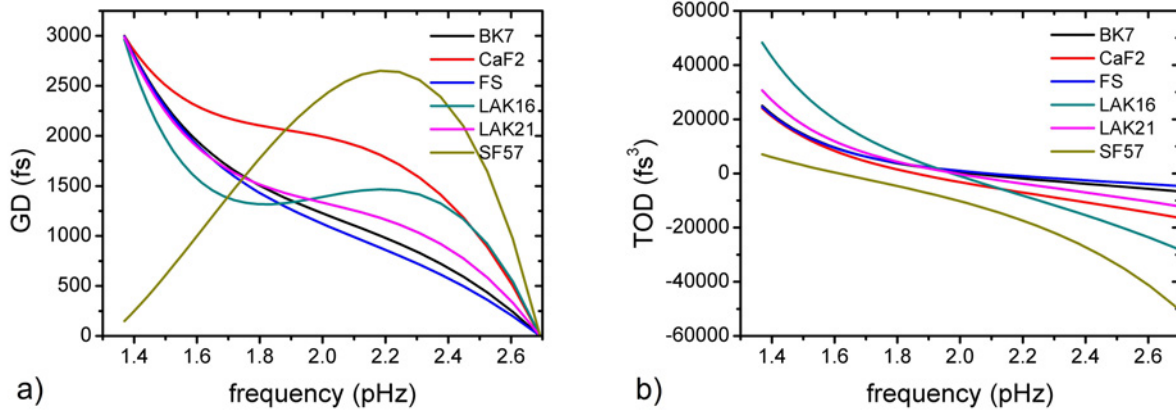 3000
2500
2000
1500
1000
500
0
GD (fs)
BK7
CaF2
FS
LAK16
LAK21
SF57
1.4 1.6 1.8 2.0 2.2 2.4 2.6
frequency (pHz)
a)
60000
40000
20000
0
-20000
-40000
-60000
TOD (fs³)
BK7
CaF2
FS
LAK16
LAK21
SF57
1.4 1.6 1.8 2.0 2.2 2.4 2.6
frequency (pHz)
b)